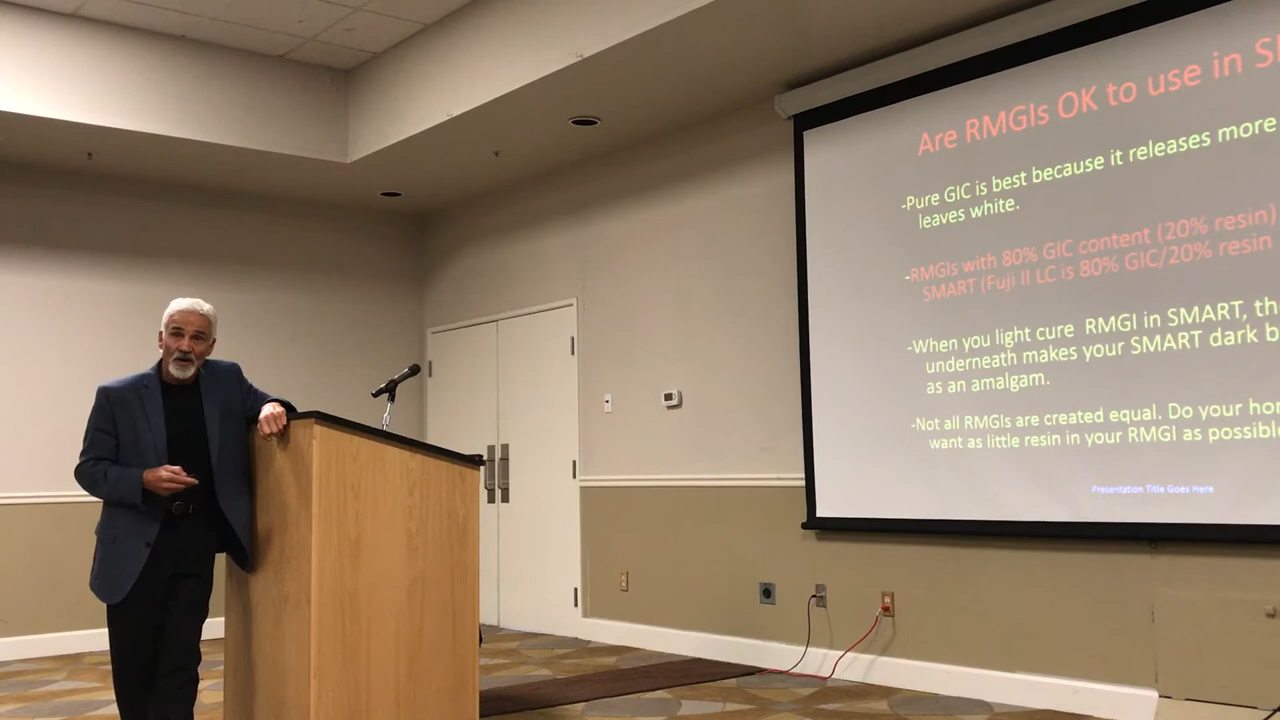 Are RMGIs OK to use in
-Pure GIC is best because it releases more
leaves white.
-RMGIs with 80% GIC content (20% resin)
SMART (Fuji II LC is 80% GIC/20% resin
-When you light cure RMGI in SMART, th
underneath makes your SMART dark b
as an amalgam.
-Not all RMGIs are created equal. Do your
want as little resin in your RMGI as possible
Presentation Title Goes Here